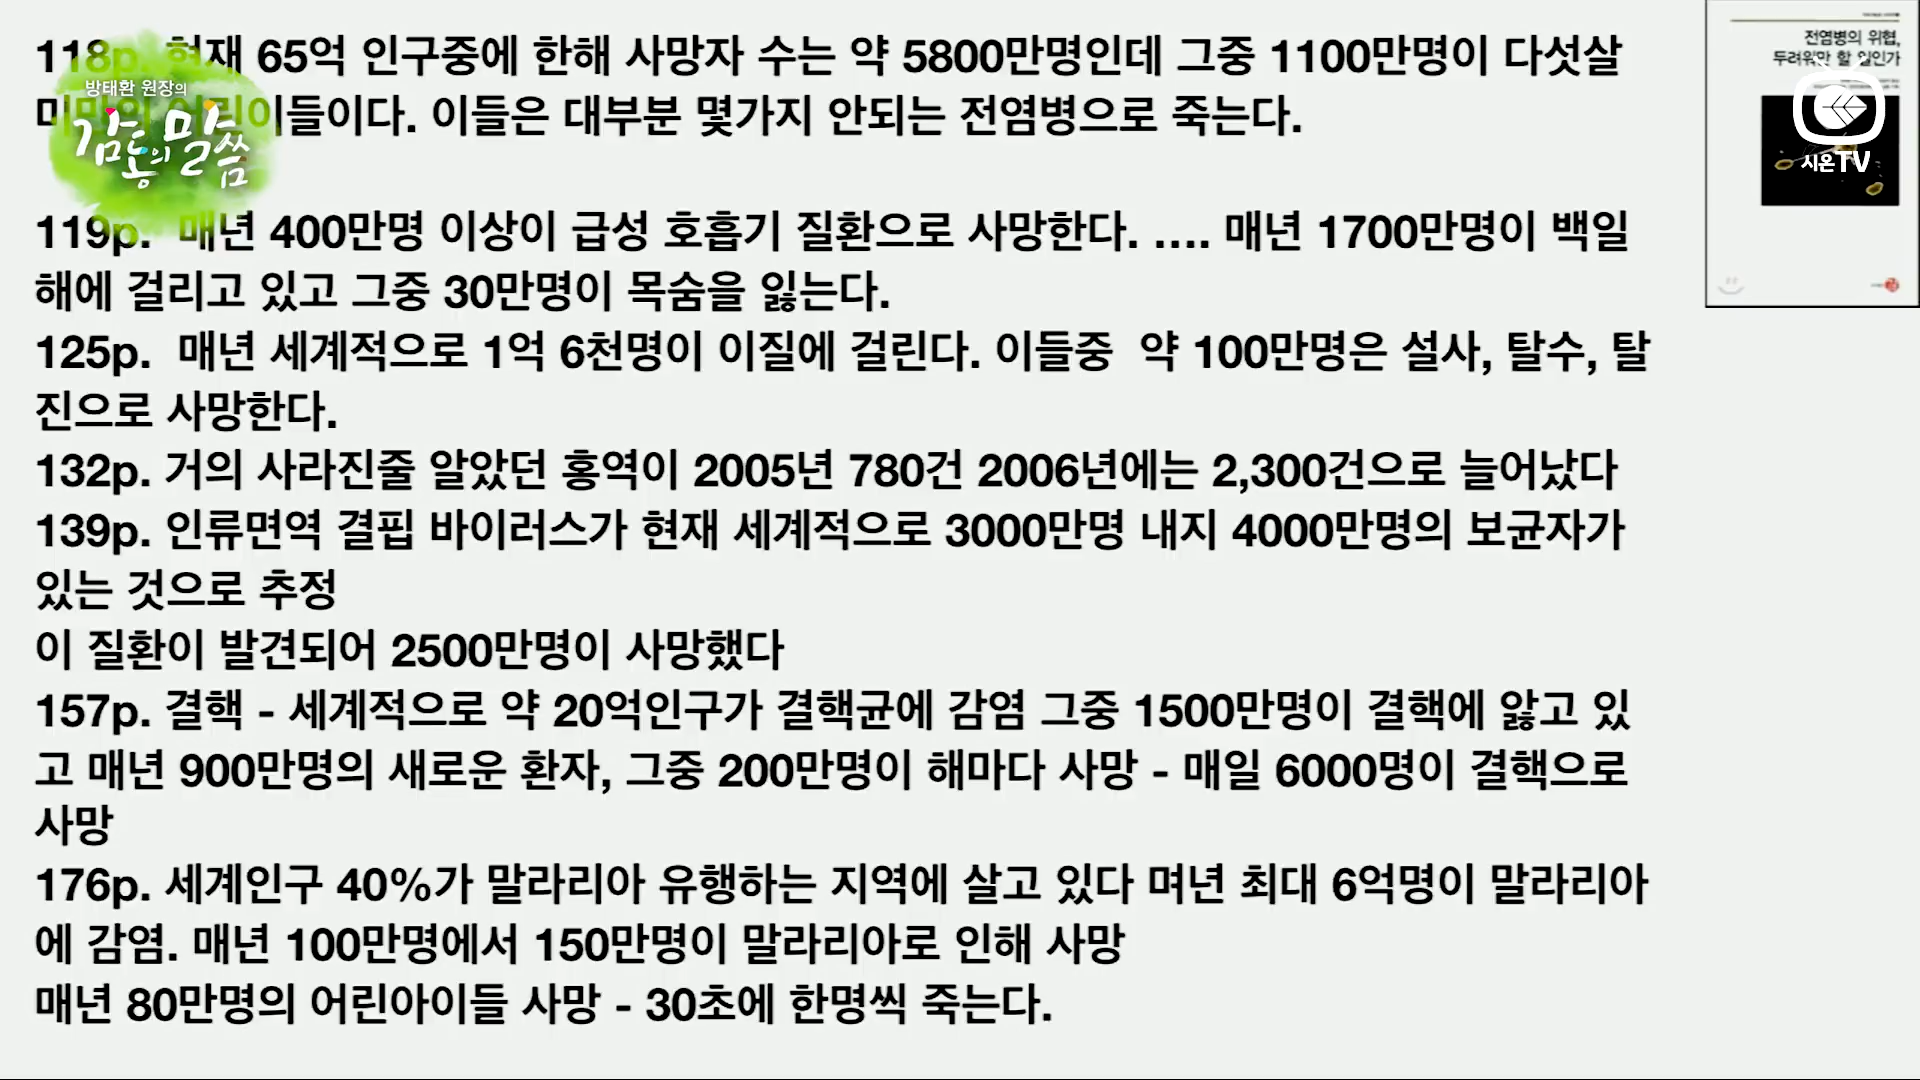 118p. 현재 65억 인구중에 한해 사망자 수는 약 5800만명인데 그중 1100만명이 다섯살
미만의 어린이들이다. 이들은 대부분 몇가지 안되는 전염병으로 죽는다.
방태환 원장의
감동의 말씀
119p. 매년 400만명 이상이 급성 호흡기 질환으로 사망한다. .... 매년 1700만명이 백일
해에 걸리고 있고 그중 30만명이 목숨을 잃는다.
125p. 매년 세계적으로 1억 6천명이 이질에 걸린다. 이들중 약 100만명은 설사, 탈수, 탈
진으로 사망한다.
132p. 거의 사라진줄 알았던 홍역이 2005년 780건 2006년에는 2,300건으로 늘어났다
139p. 인류면역 결핍 바이러스가 현재 세계적으로 3000만명 내지 4000만명의 보균자가
있는 것으로 추정
이 질환이 발견되어 2500만명이 사망했다
157p. 결핵 - 세계적으로 약 20억인구가 결핵균에 감염 그중 1500만명이 결핵에 앓고 있
고 매년 900만명의 새로운 환자, 그중 200만명이 해마다 사망 - 매일 6000명이 결핵으로
사망
176p. 세계인구 40%가 말라리아 유행하는 지역에 살고 있다 며년 최대 6억명이 말라리아
에 감염. 매년 100만명에서 150만명이 말라리아로 인해 사망
매년 80만명의 어린아이들 사망 - 30초에 한명씩 죽는다.
전염병의 위협,
두려워만 할 일인가
시온TV